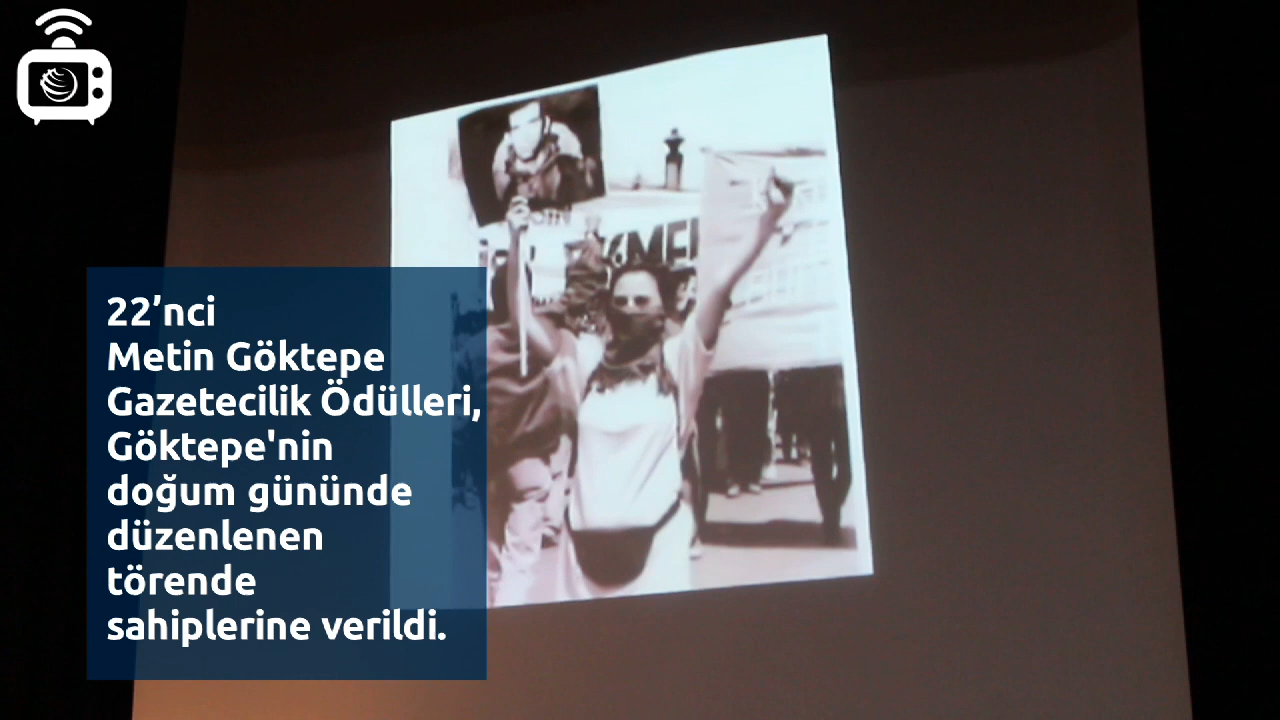 22’nci
Metin Göktepe
Gazetecilik Ödülleri,
Göktepe'nin
doğum gününde
düzenlenen
törende
sahiplerine verildi.